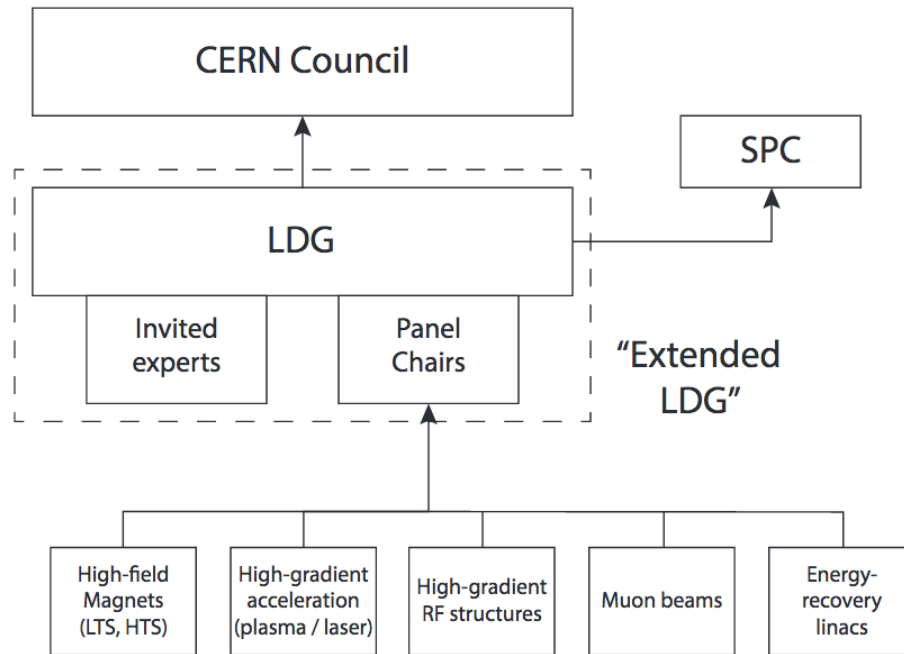 CERN Council
SPC
LDG
Invited
experts
Panel
Chairs
“Extended
LDG”
High-field
Magnets
(LTS, HTS)
High-gradient
acceleration
(plasma / laser)
High-gradient
RF structures
Muon beams
Energy-
recovery
linacs